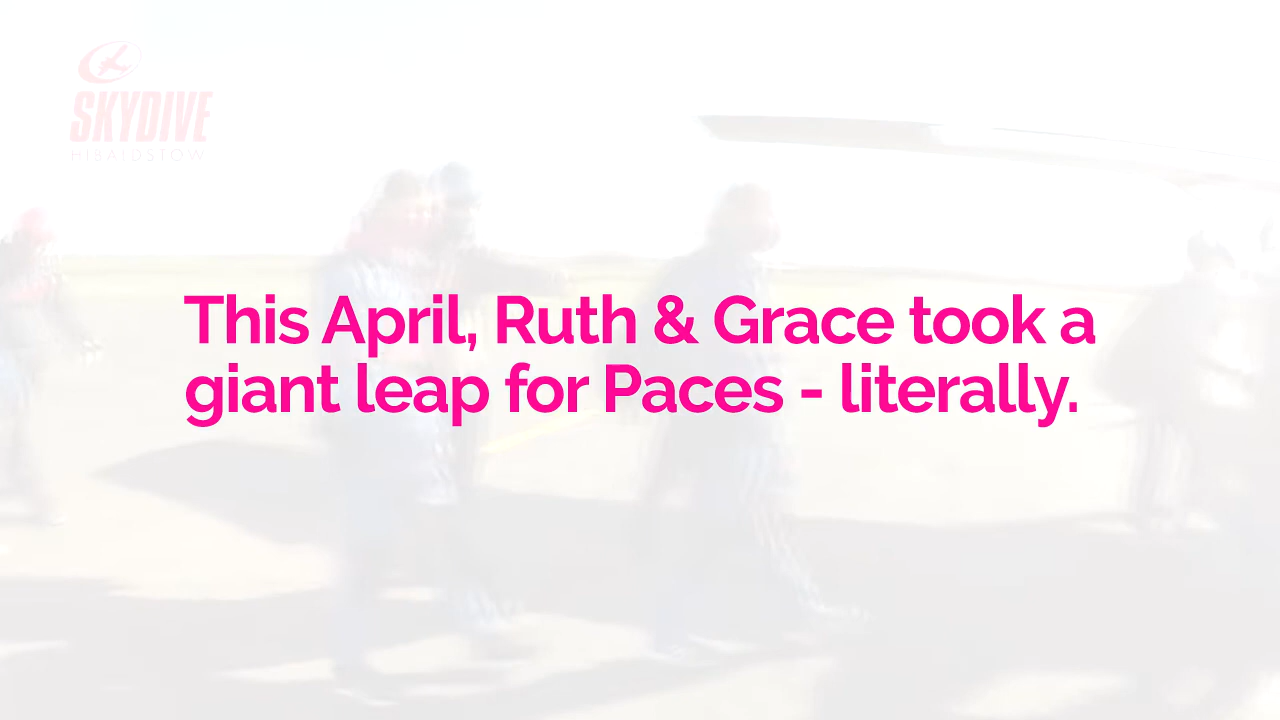 SKYDIVE
HIBALDSTOW
This April, Ruth & Grace took a
giant leap for Paces - literally.